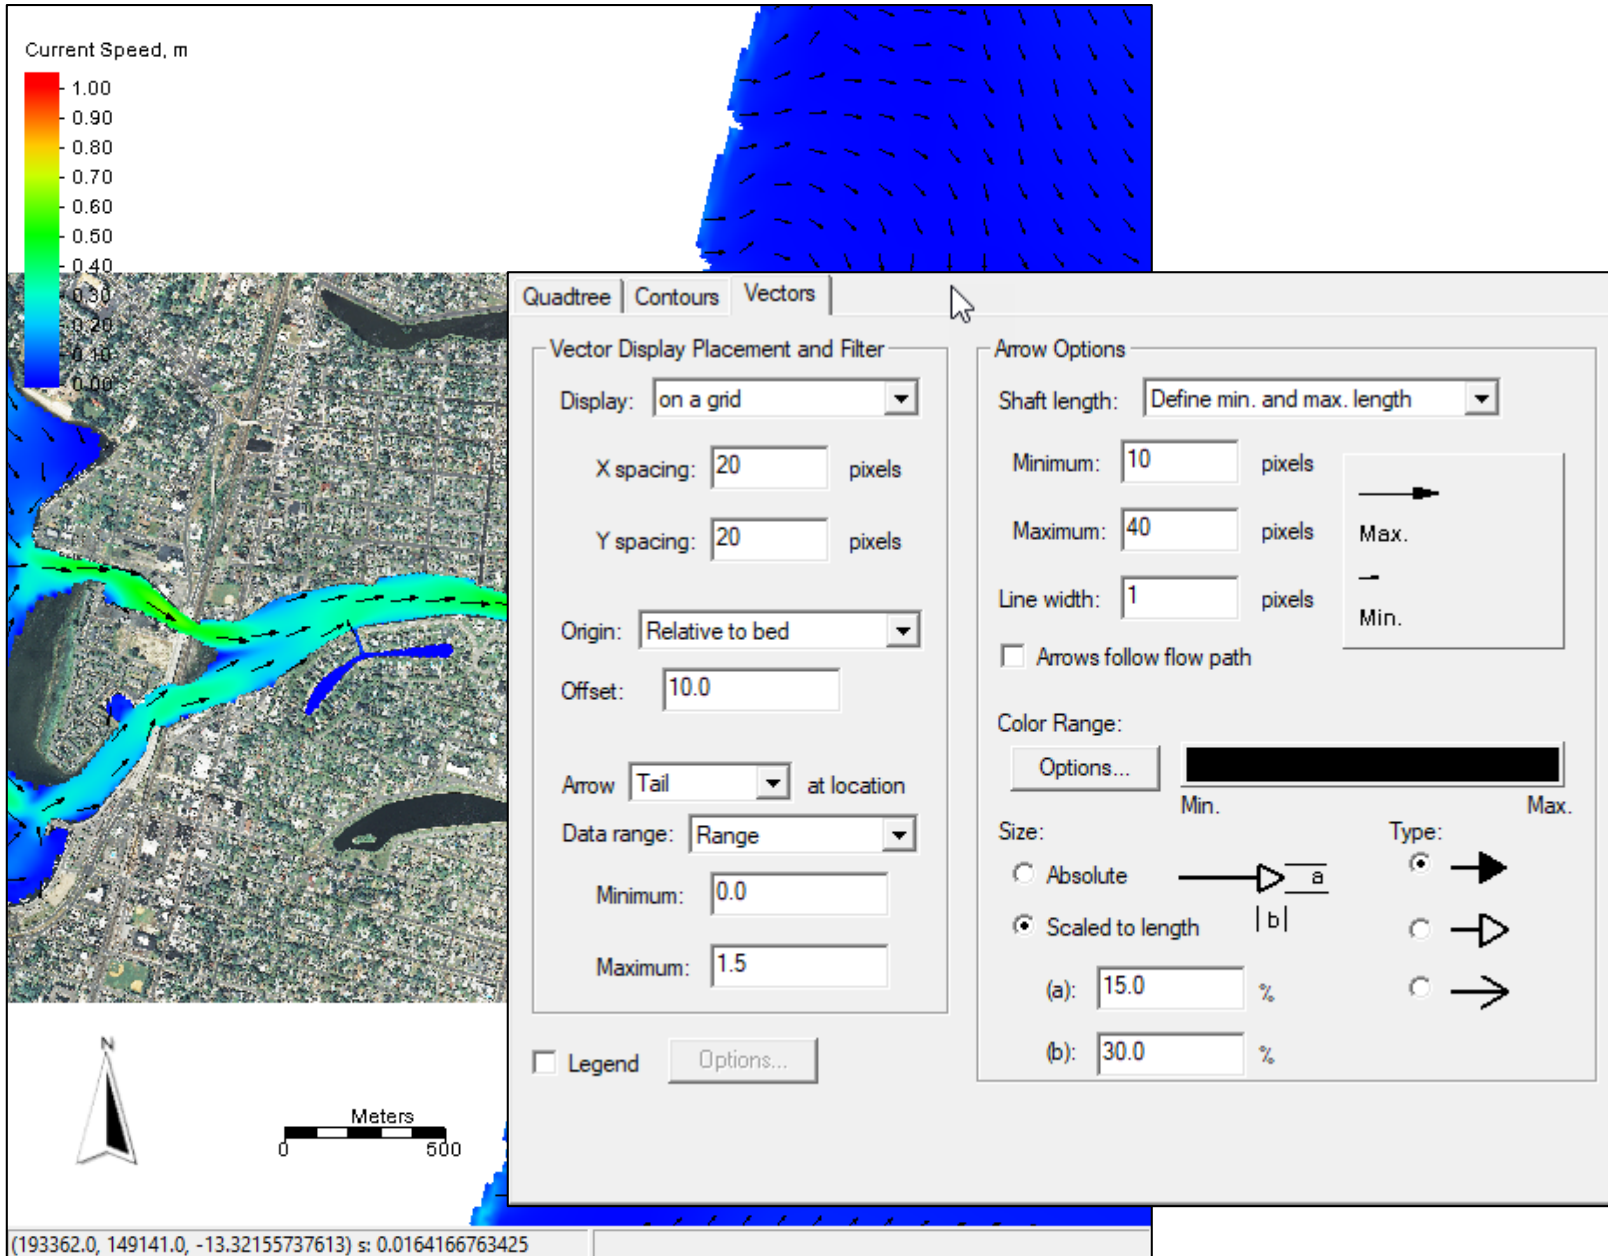 Current Speed, m
1.00
0.90
0.80
0.70
0.60
0.50
0.40
0.30
0.20
0.10
0.00
Quadtree Contours Vectors
Vector Display Placement and Filter
Display: on a grid
X spacing: 20 pixels
Y spacing: 20 pixels
Origin: Relative to bed
Offset: 10.0
Arrow Tail at location
Data range: Range
Minimum: 0.0
Maximum: 1.5
Legend Options...
Arrow Options
Shaft length: Define min. and max. length
Minimum: 10 pixels
Maximum: 40 pixels
Line width: 1 pixels
Max.
Min.
Arrows follow flow path
Color Range:
Options...
Min. Max.
Size: Type:
Absolute
a
|b|
Scaled to length
(a): 15.0 %
(b): 30.0 %
N
Meters
0 500
(193362.0, 149141.0, -13.32155737613) s: 0.0164166763425